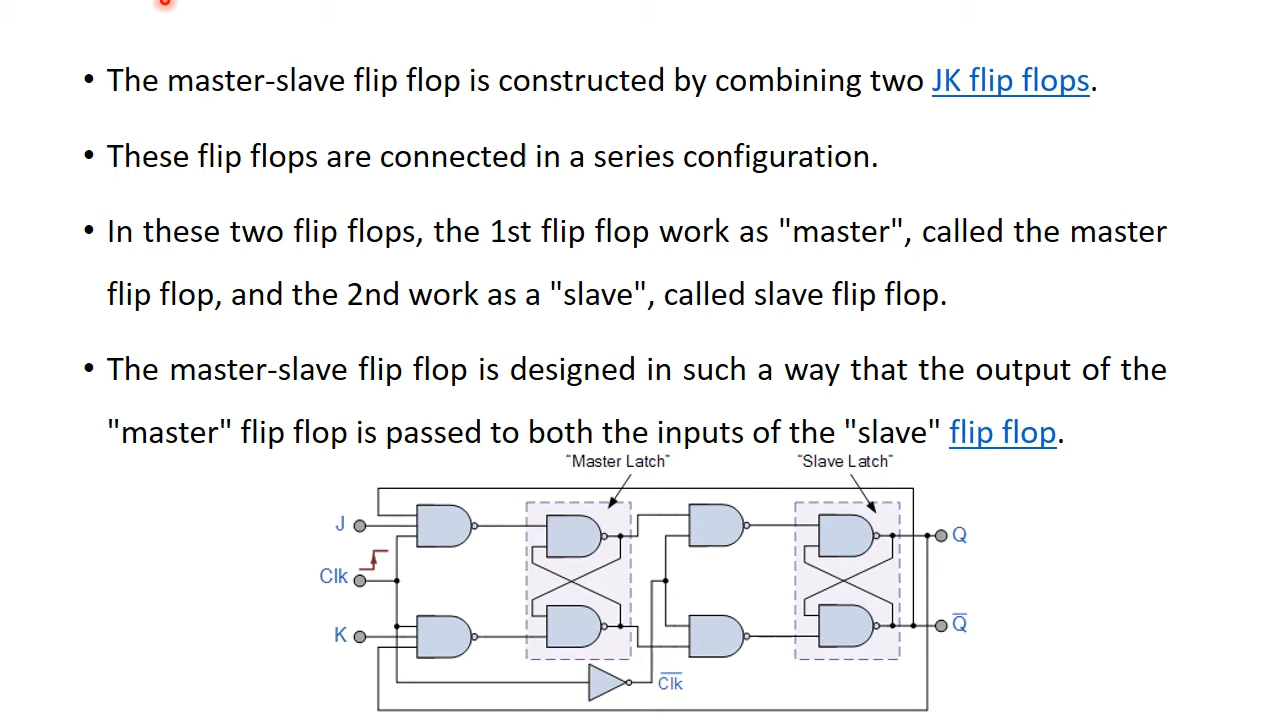 • The master-slave flip flop is constructed by combining two JK flip flops.
• These flip flops are connected in a series configuration.
• In these two flip flops, the 1st flip flop work as "master", called the master
flip flop, and the 2nd work as a "slave", called slave flip flop.
• The master-slave flip flop is designed in such a way that the output of the
"master" flip flop is passed to both the inputs of the "slave" flip flop.
"Master Latch" "Slave Latch"
J
Q
Clk
K
Q̅
C̅l̅k̅